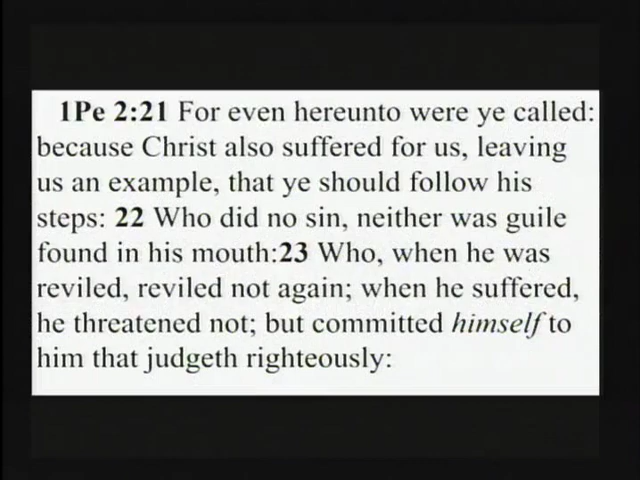 1Pe 2:21 For even hereunto were ye called:
because Christ also suffered for us, leaving
us an example, that ye should follow his
steps: 22 Who did no sin, neither was guile
found in his mouth:23 Who, when he was
reviled, reviled not again; when he suffered,
he threatened not; but committed himself to
him that judgeth righteously: